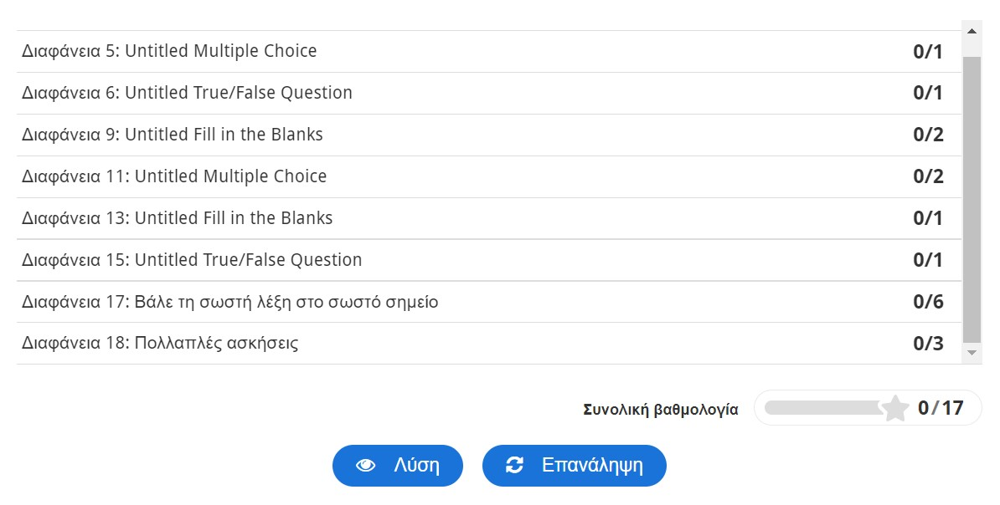 Διαφάνεια 5: Untitled Multiple Choice 0/1
Διαφάνεια 6: Untitled True/False Question 0/1
Διαφάνεια 9: Untitled Fill in the Blanks 0/2
Διαφάνεια 11: Untitled Multiple Choice 0/2
Διαφάνεια 13: Untitled Fill in the Blanks 0/1
Διαφάνεια 15: Untitled True/False Question 0/1
Διαφάνεια 17: Βάλε τη σωστή λέξη στο σωστό σημείο 0/6
Διαφάνεια 18: Πολλαπλές ασκήσεις 0/3
Συνολική βαθμολογία 0/17
Λύση Επανάληψη